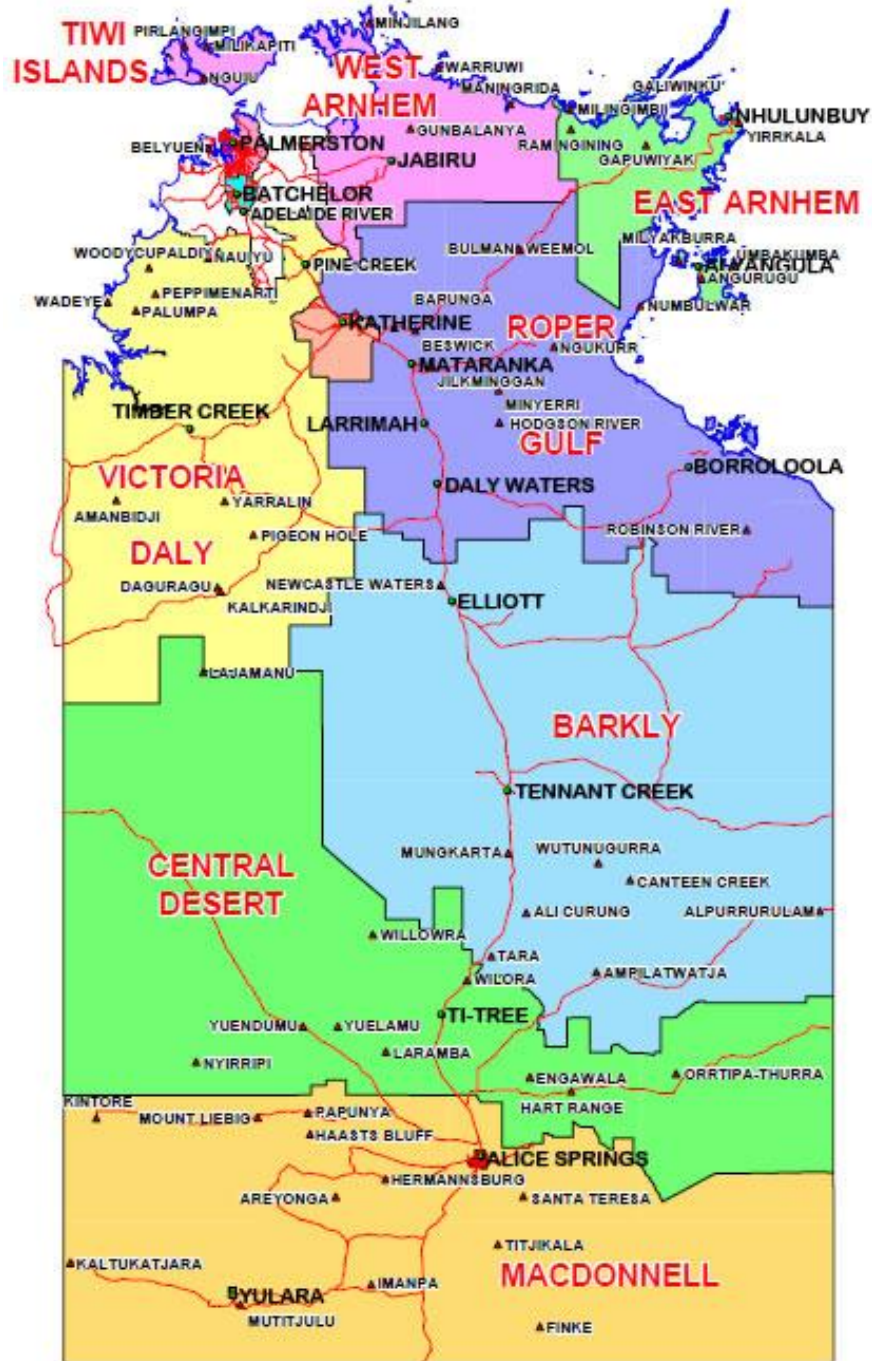 MINJILANG
TIWI
ISLANDS
PIRLANGIMPI
MILIKAPITI
NGUIU
WEST
ARNHEM
WARRUWI
MANINGRIDA
GALIWINKU
MILINGIMBII
NHULUNBUY
YIRRKALA
GUNBALANYA
RAMINGINING
GAPUWIYAK
BELYUEN
PALMERSTON
JABIRU
BATCHELOR
ADELAIDE RIVER
EAST ARNHEM
MILYAKBURRA
UMBAKUMBA
ALYANGULA
ANGURUGU
NUMBULWAR
WOODYCUPALDIYA
NAUIYU
PINE CREEK
BULMAN
WEEMOL
WADEYE
PEPPIMENARTI
PALUMPA
BARUNGA
KATHERINE
BESWICK
ROPER
NGUKURR
MATARANKA
JILKMINGGAN
MINYERRI
HODGSON RIVER
TIMBER CREEK
LARRIMAH
GULF
BORROLOOLA
VICTORIA
DALY WATERS
YARRALIN
AMANBIDJI
ROBINSON RIVER
PIGEON HOLE
DALY
DAGURAGU
KALKARINDJI
NEWCASTLE WATERS
ELLIOTT
LAJAMANU
BARKLY
TENNANT CREEK
MUNGKARTA
WUTUNUGURRA
CENTRAL
DESERT
CANTEEN CREEK
ALI CURUNG
ALPURRURULAM
WILLOWRA
TARA
WILORA
AMPILATWATJA
TI-TREE
YUENDUMU
YUELAMU
LARAMBA
NYIRRIPI
ENGAWALA
ORRTIPA-THURRA
HART RANGE
KINTORE
MOUNT LIEBIG
PAPUNYA
HAASTS BLUFF
ALICE SPRINGS
HERMANNSBURG
AREYONGA
SANTA TERESA
TITJIKALA
KALTUKATJARA
MACDONNELL
IMANPA
YULARA
MUTITJULU
FINKE